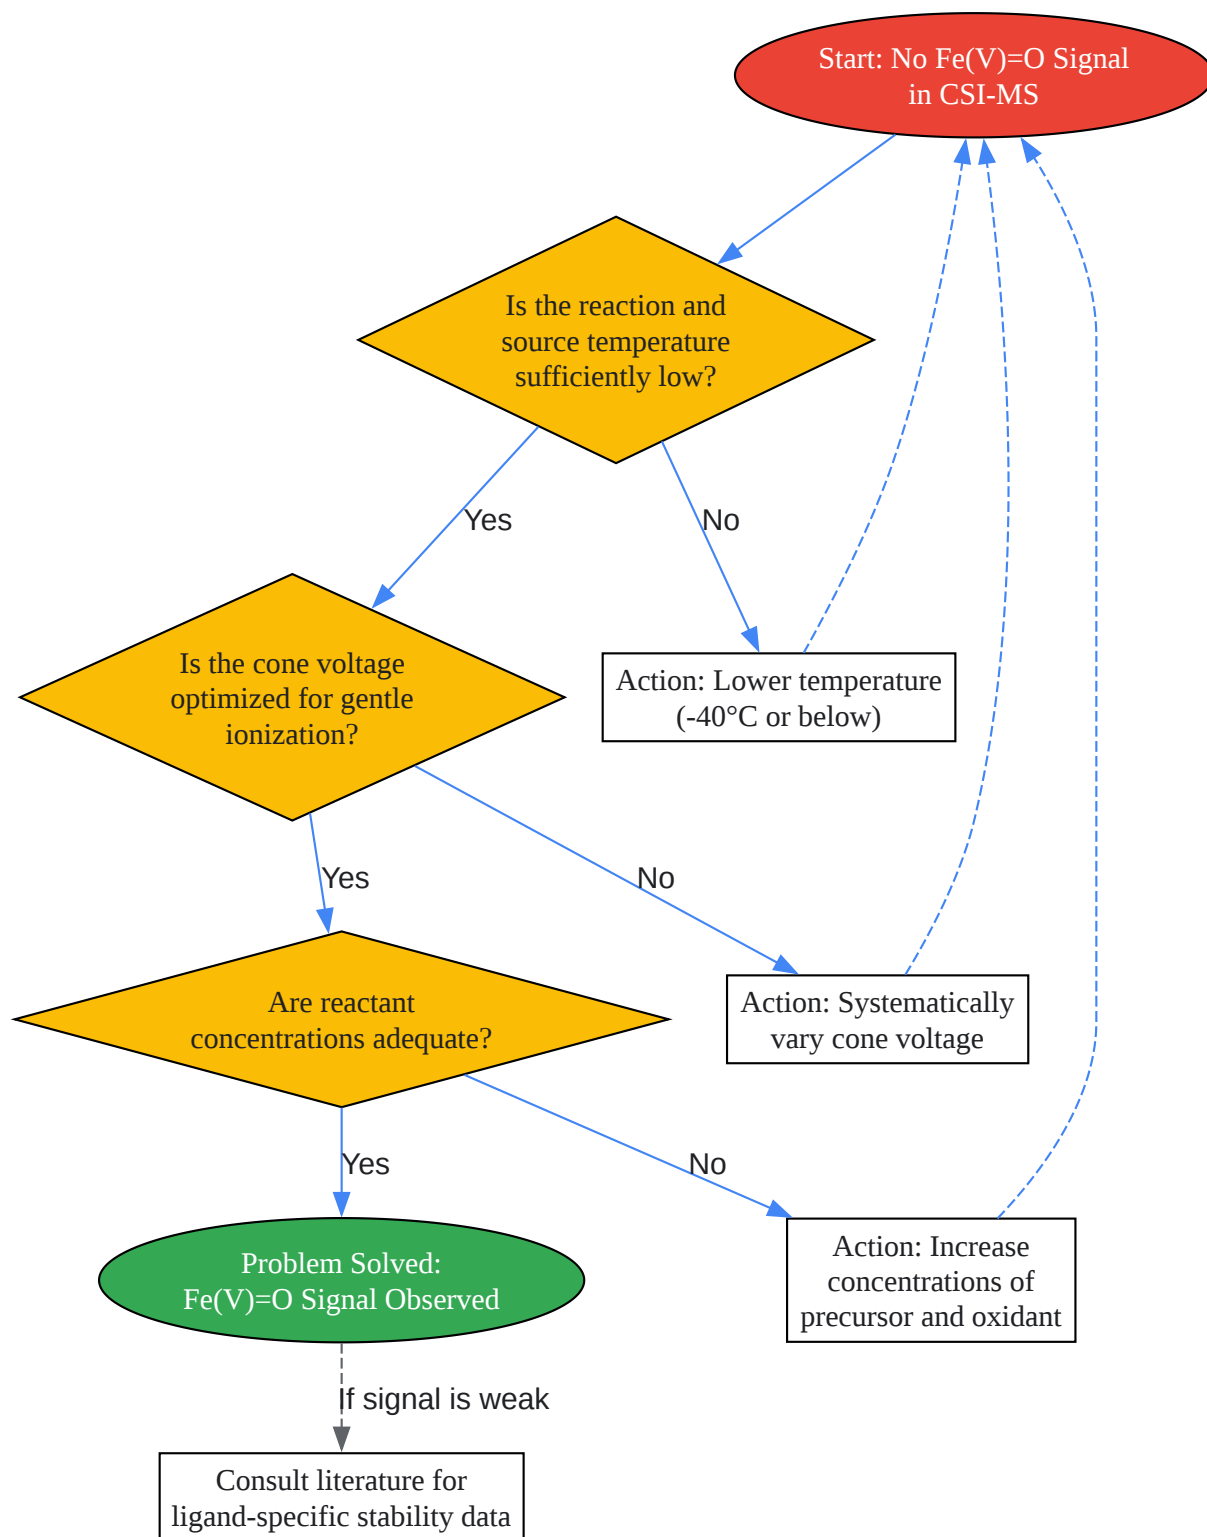 Start: No Fe(V)=O Signal
in CSI-MS
Is the reaction and
source temperature
sufficiently low?
Yes
No
Is the cone voltage
optimized for gentle
ionization?
Action: Lower temperature
(-40°C or below)
Yes
No
Are reactant
concentrations adequate?
Action: Systematically
vary cone voltage
Yes
No
Problem Solved:
Fe(V)=O Signal Observed
Action: Increase
concentrations of
precursor and oxidant
If signal is weak
Consult literature for
ligand-specific stability data